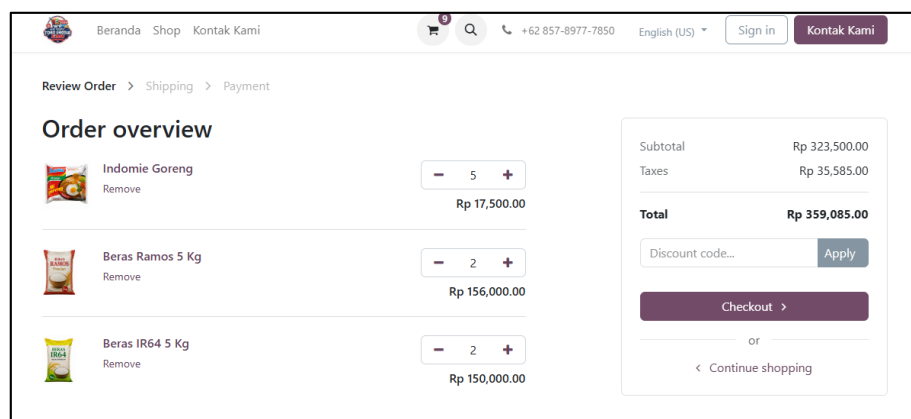 Beranda Shop Kontak Kami 9 +62 857-8977-7850 English (US) Sign in Kontak Kami
Review Order > Shipping > Payment
Order overview
Indomie Goreng
Remove
− 5 +
Rp 17,500.00
Beras Ramos 5 Kg
Remove
− 2 +
Rp 156,000.00
Beras IR64 5 Kg
Remove
− 2 +
Rp 150,000.00
Subtotal Rp 323,500.00
Taxes Rp 35,585.00
Total Rp 359,085.00
Discount code... Apply
Checkout >
or
< Continue shopping
RAMOS
BERAS
IR64